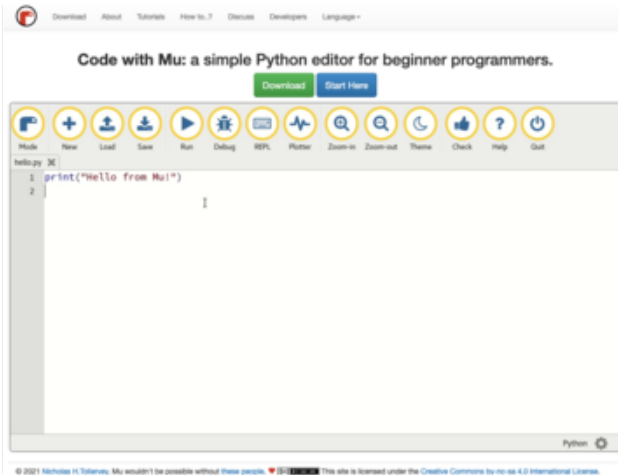 Download About Tutorials How to..? Discuss Developers Language
Code with Mu: a simple Python editor for beginner programmers.
Download Start Here
Mode New Load Save Run Debug REPL Plotter Zoom-in Zoom-out Theme Check Help Quit
hello.py
1 print("Hello from Mu!")
2
Python
© 2021 Nicholas H.Tollervey. Mu wouldn't be possible without these people. This site is licensed under the Creative Commons by-nc-sa 4.0 International License.